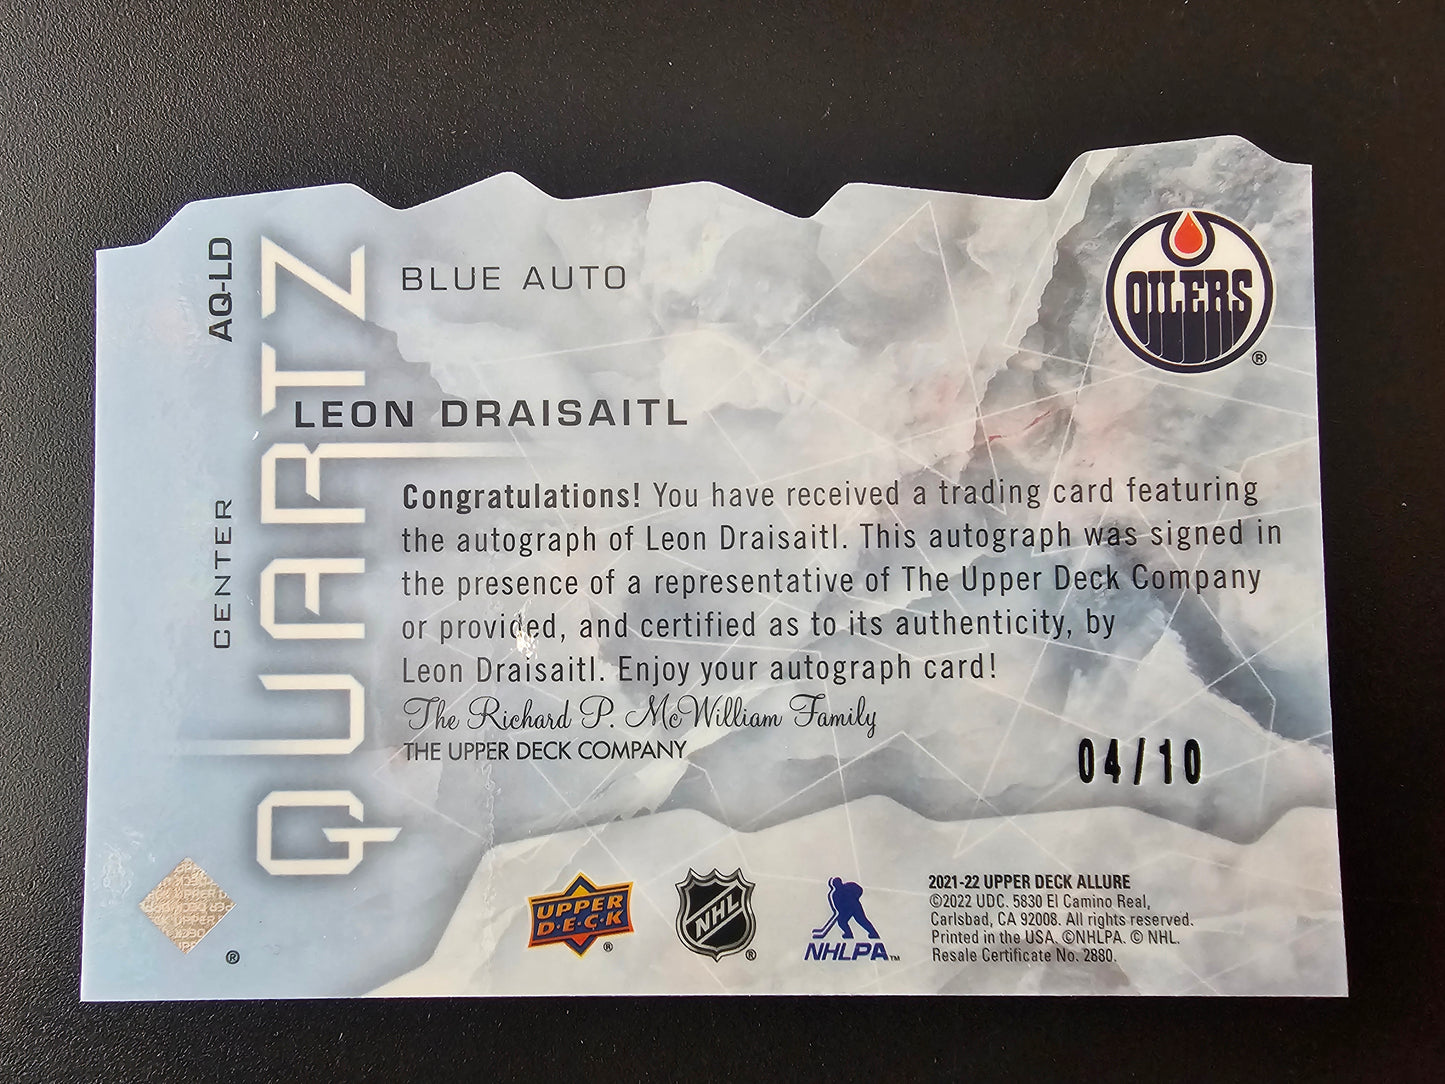 AQ-LD
CENTER
QUARTZ
BLUE AUTO
OILERS
®
LEON DRAISAITL
Congratulations! You have received a trading card featuring
the autograph of Leon Draisaitl. This autograph was signed in
the presence of a representative of The Upper Deck Company
or provided, and certified as to its authenticity, by
Leon Draisaitl. Enjoy your autograph card!
The Richard P. McWilliam Family
THE UPPER DECK COMPANY
04/10
®
UPPER
D·E·C·K
®
NHL
®
NHLPA™
2021-22 UPPER DECK ALLURE
©2022 UDC. 5830 El Camino Real,
Carlsbad, CA 92008. All rights reserved.
Printed in the USA. ©NHLPA. © NHL.
Resale Certificate No. 2880.